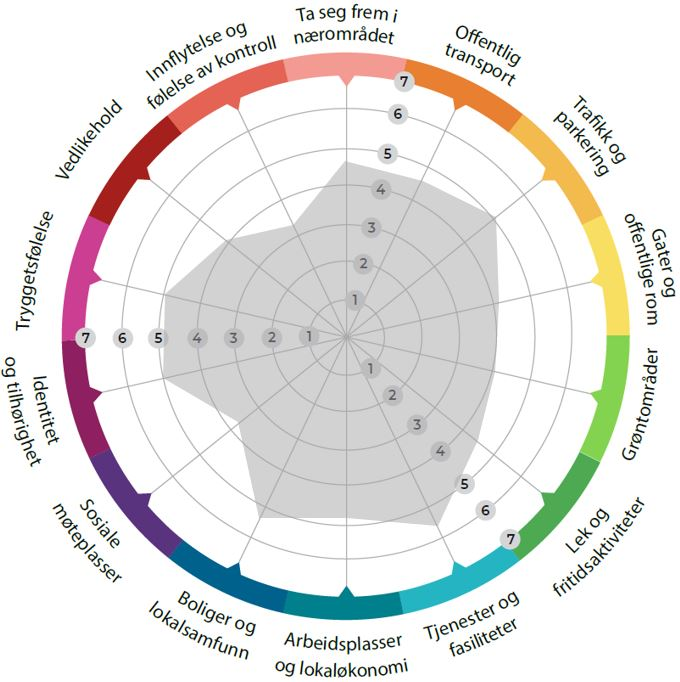 Ta seg frem i
nærområdet
Offentlig
transport
Trafikk og
parkering
Gater og
offentlige rom
Grøntområder
Lek og
fritidsaktiviteter
Tjenester og
fasiliteter
Arbeidsplasser
og lokaløkonomi
Boliger og
lokalsamfunn
Sosiale
møteplasser
Identitet
og tilhørighet
Tryggetsfølelse
Vedlikehold
Innflytelse og
følelse av kontroll
7
6
5
4
3
2
1
7 6 5 4 3 2 1
1
2
3
4
5
6
7